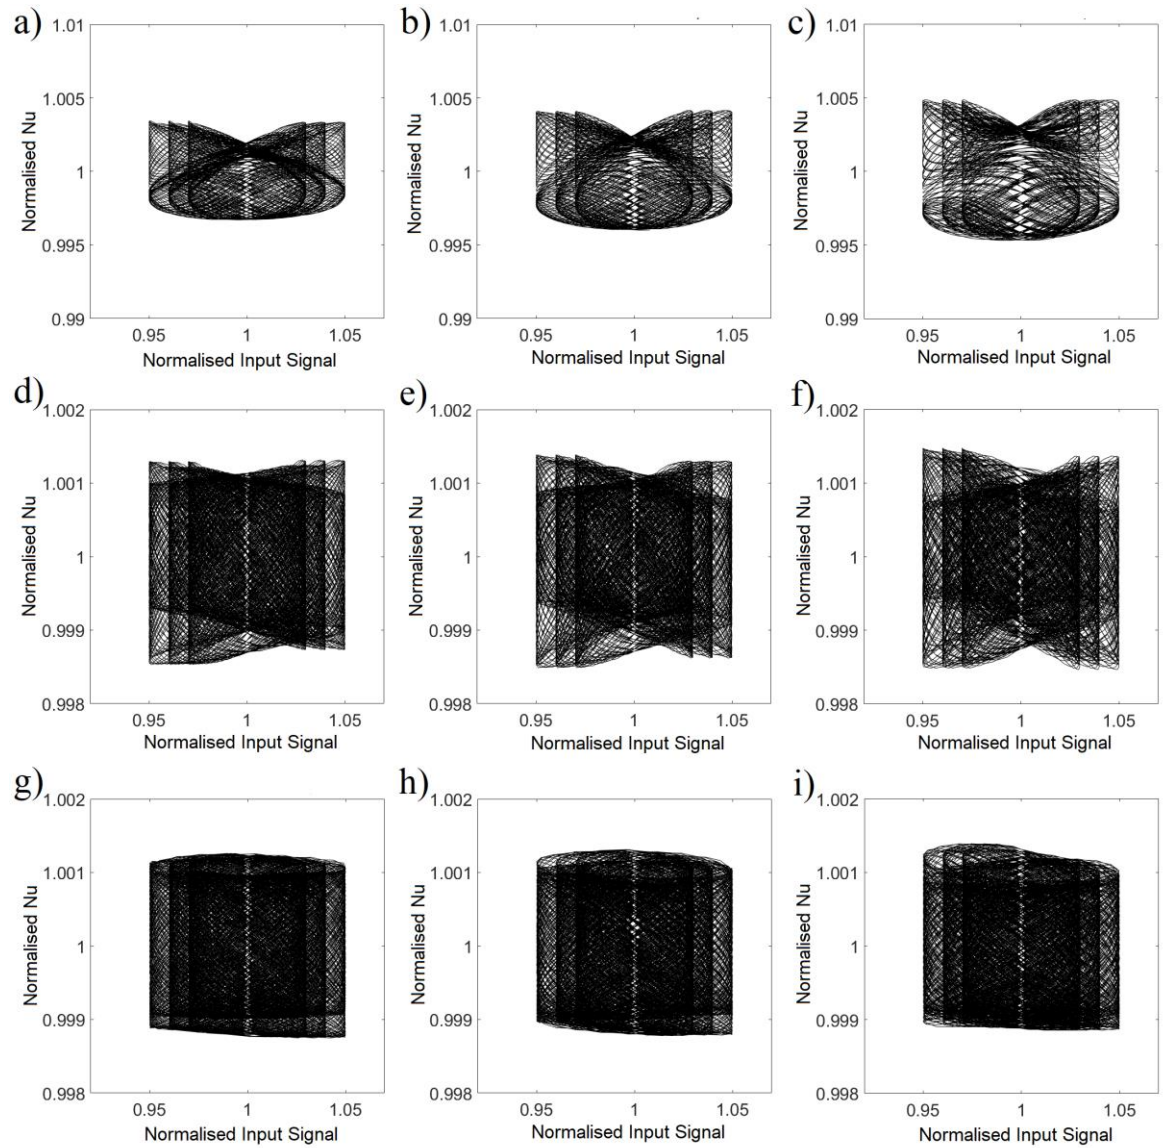 a)
1.01
1.005
1
0.995
0.99
Normalised Nu
0.95 1 1.05
Normalised Input Signal
b)
1.01
1.005
1
0.995
0.99
Normalised Nu
0.95 1 1.05
Normalised Input Signal
c)
1.01
1.005
1
0.995
0.99
Normalised Nu
0.95 1 1.05
Normalised Input Signal
d)
1.002
1.001
1
0.999
0.998
Normalised Nu
0.95 1 1.05
Normalised Input Signal
e)
1.002
1.001
1
0.999
0.998
Normalised Nu
0.95 1 1.05
Normalised Input Signal
f)
1.002
1.001
1
0.999
0.998
Normalised Nu
0.95 1 1.05
Normalised Input Signal
g)
1.002
1.001
1
0.999
0.998
Normalised Nu
0.95 1 1.05
Normalised Input Signal
h)
1.002
1.001
1
0.999
0.998
Normalised Nu
0.95 1 1.05
Normalised Input Signal
i)
1.002
1.001
1
0.999
0.998
Normalised Nu
0.95 1 1.05
Normalised Input Signal